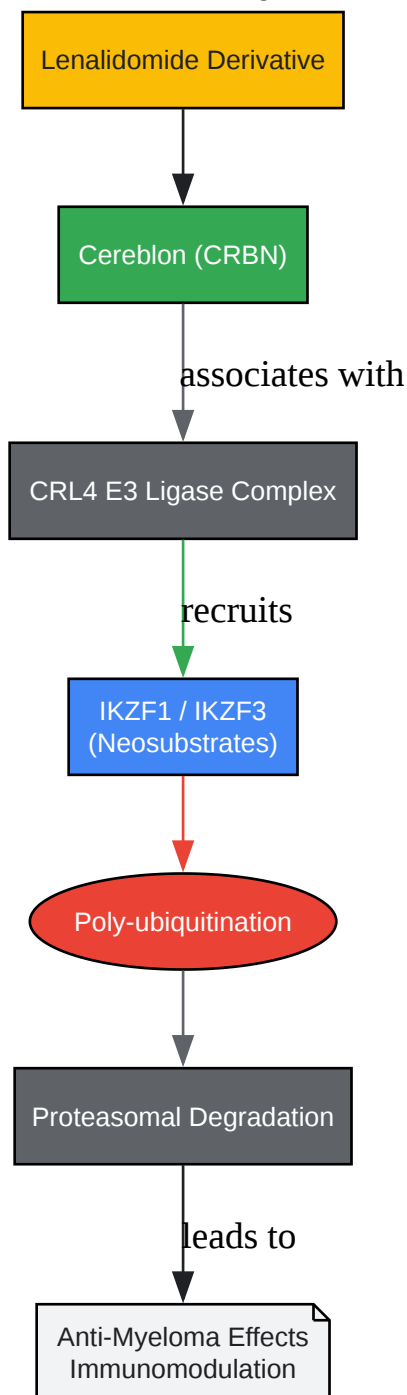 Lenalidomide Derivative
Cereblon (CRBN)
associates with
CRL4 E3 Ligase Complex
recruits
IKZF1 / IKZF3
(Neosubstrates)
Poly-ubiquitination
Proteasomal Degradation
leads to
Anti-Myeloma Effects
Immunomodulation